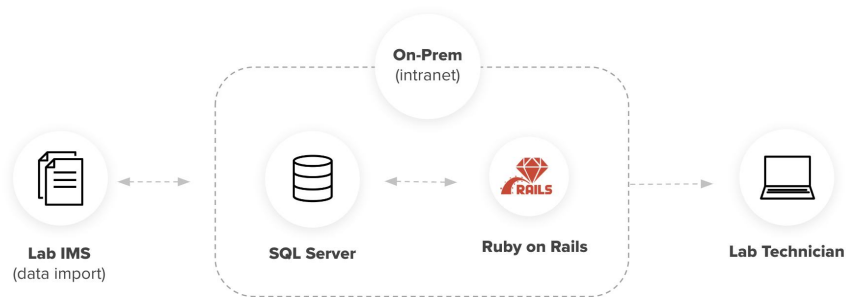 On-Prem
(intranet)
RAILS
Lab IMS
(data import)
SQL Server
Ruby on Rails
Lab Technician